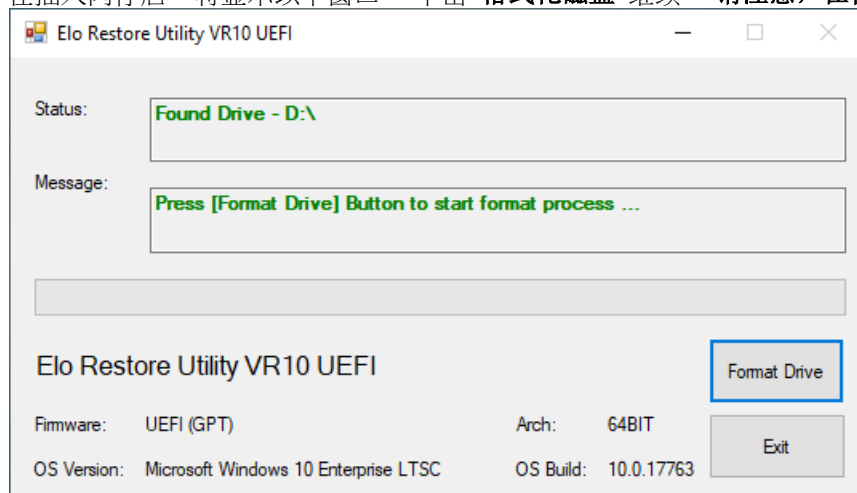 Elo Restore Utility VR10 UEFI
Status:
Found Drive - D:\
Message:
Press [Format Drive] Button to start format process ...
Elo Restore Utility VR10 UEFI
Format Drive
Firmware: UEFI (GPT) Arch: 64BIT
Exit
OS Version: Microsoft Windows 10 Enterprise LTSC OS Build: 10.0.17763